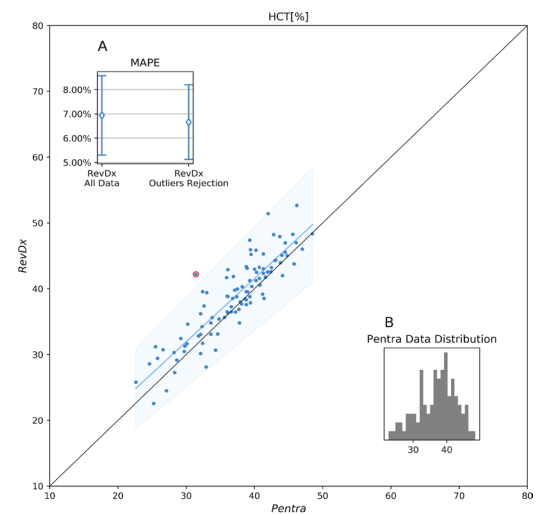 HCT[%]
80
70
60
50
40
30
20
10
RevDx
A
MAPE
8.00%
7.00%
6.00%
5.00%
RevDx
All Data
RevDx
Outliers Rejection
B
Pentra Data Distribution
30 40
10 20 30 40 50 60 70 80
Pentra